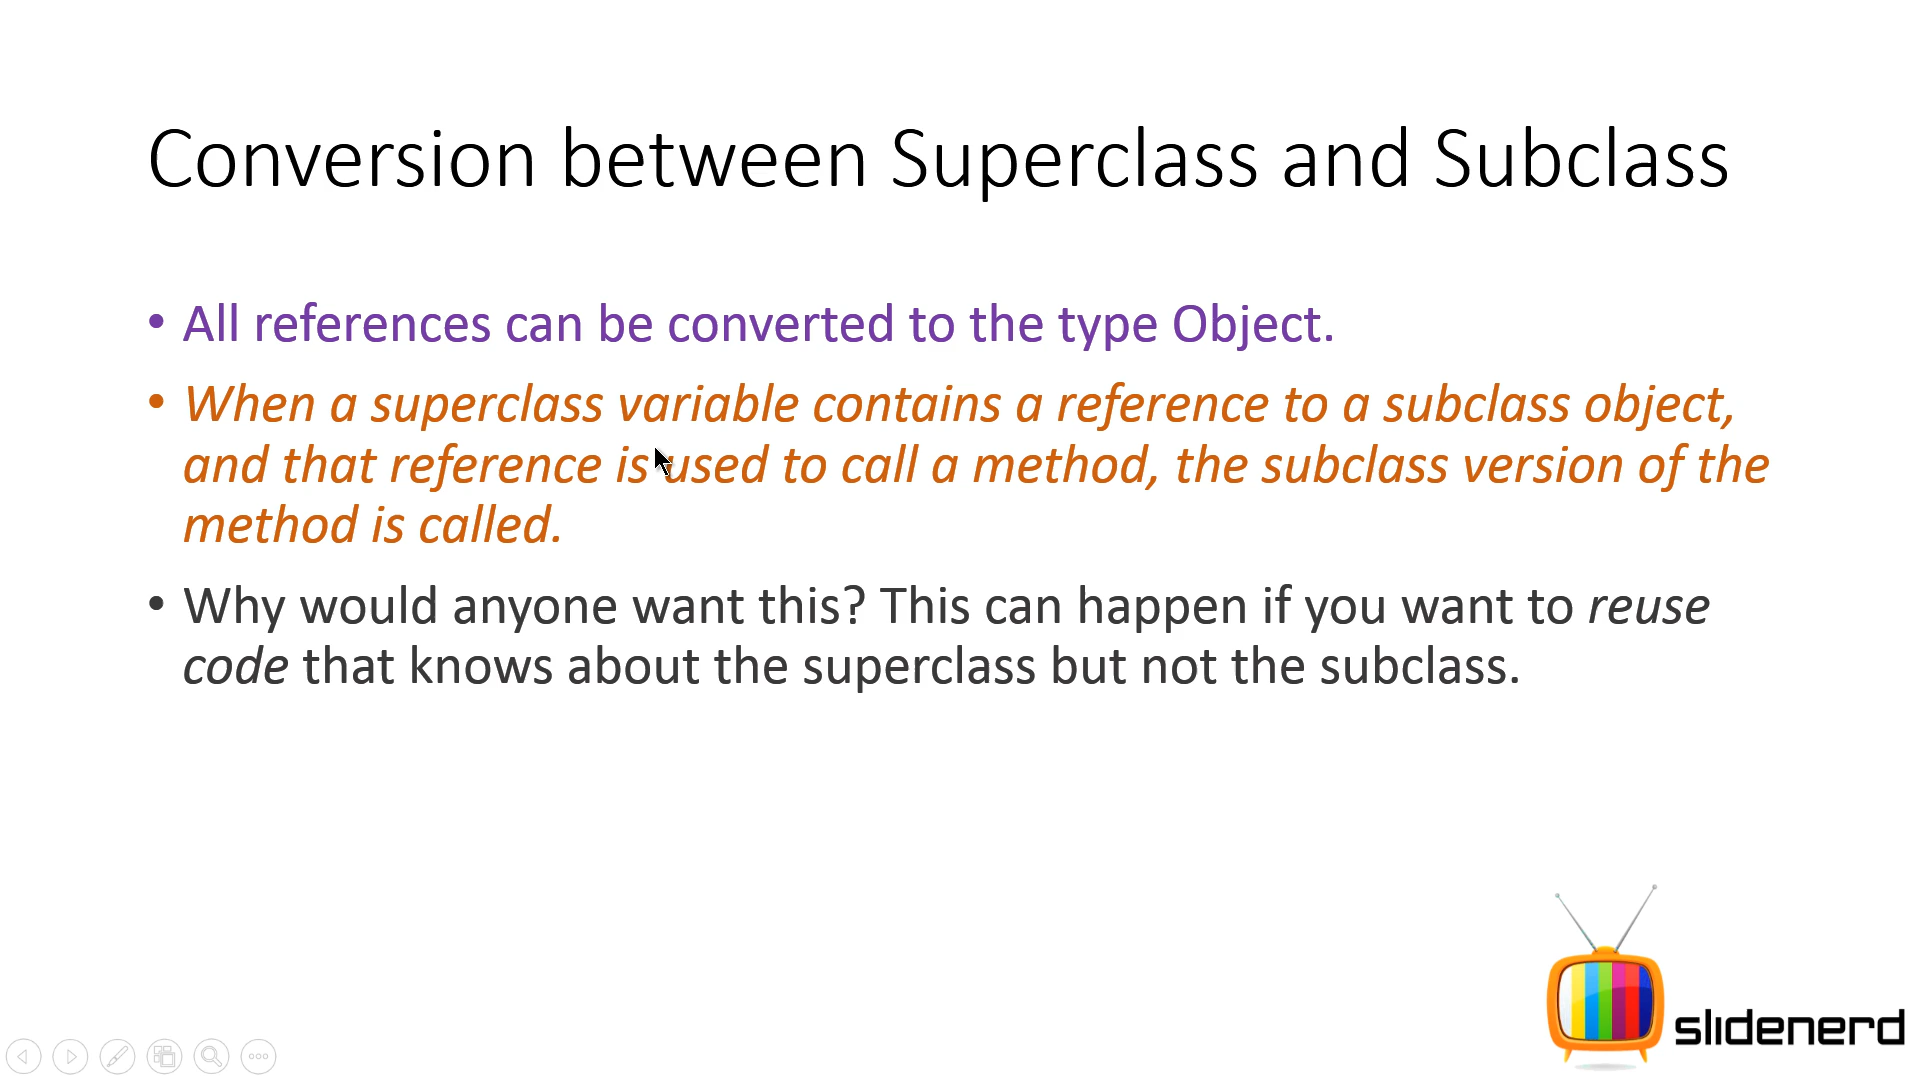 Conversion between Superclass and Subclass
• All references can be converted to the type Object.
• When a superclass variable contains a reference to a subclass object,
and that reference is used to call a method, the subclass version of the
method is called.
• Why would anyone want this? This can happen if you want to reuse
code that knows about the superclass but not the subclass.
slidenerd